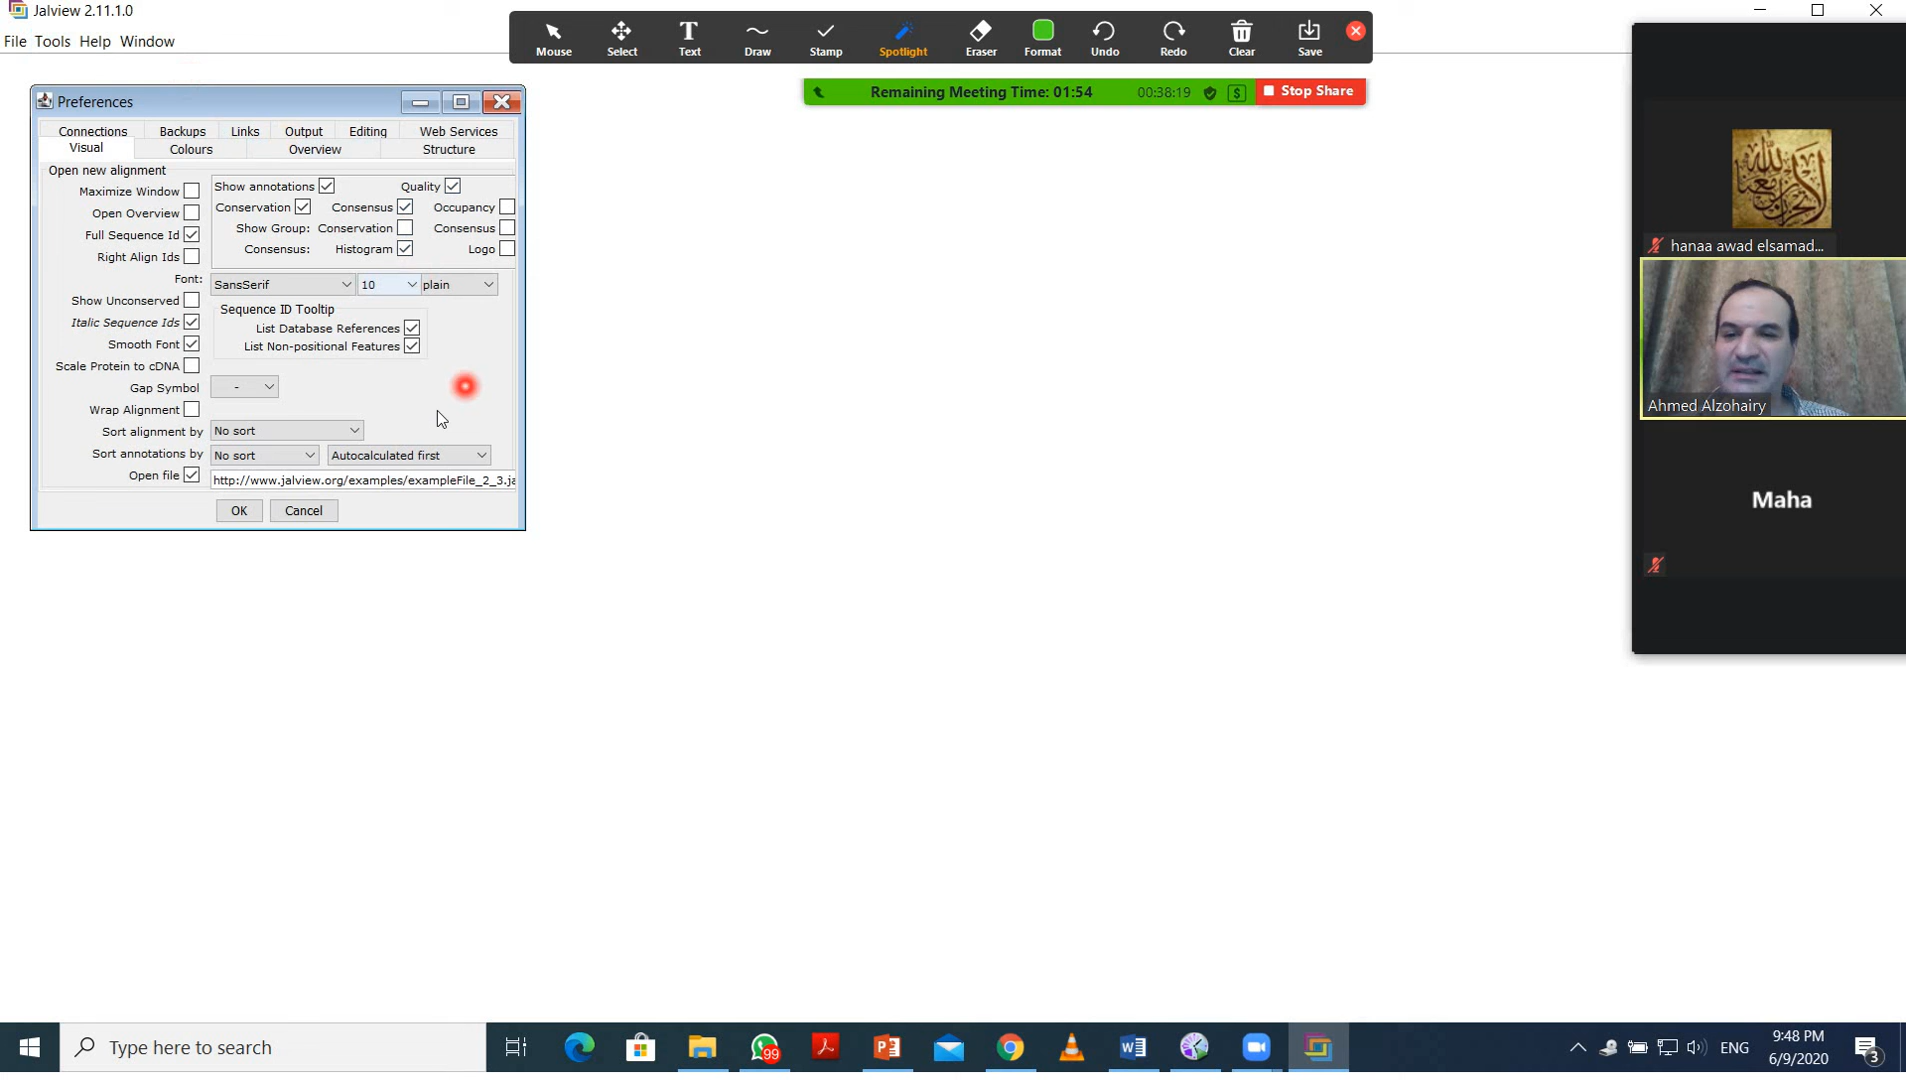 Jalview 2.11.1.0
File Tools Help Window
Mouse Select Text Draw Stamp Spotlight Eraser Format Undo Redo Clear Save
Remaining Meeting Time: 01:54 00:38:19 Stop Share
Preferences
Connections Backups Links Output Editing Web Services
Visual Colours Overview Structure
Open new alignment
Maximize Window
Open Overview
Full Sequence Id
Right Align Ids
Show annotations Quality
Conservation Consensus Occupancy
Show Group: Conservation Consensus
Consensus: Histogram Logo
Font: SansSerif 10 plain
Show Unconserved
Italic Sequence Ids
Smooth Font
Scale Protein to cDNA
Sequence ID Tooltip
List Database References
List Non-positional Features
Gap Symbol -
Wrap Alignment
Sort alignment by No sort
Sort annotations by No sort Autocalculated first
Open file http://www.jalview.org/examples/exampleFile_2_3.ja
OK Cancel
لا تحزن إن الله معنا
hanaa awad elsamad...
Ahmed Alzohairy
Maha
Type here to search
99
ENG
9:48 PM
6/9/2020
3